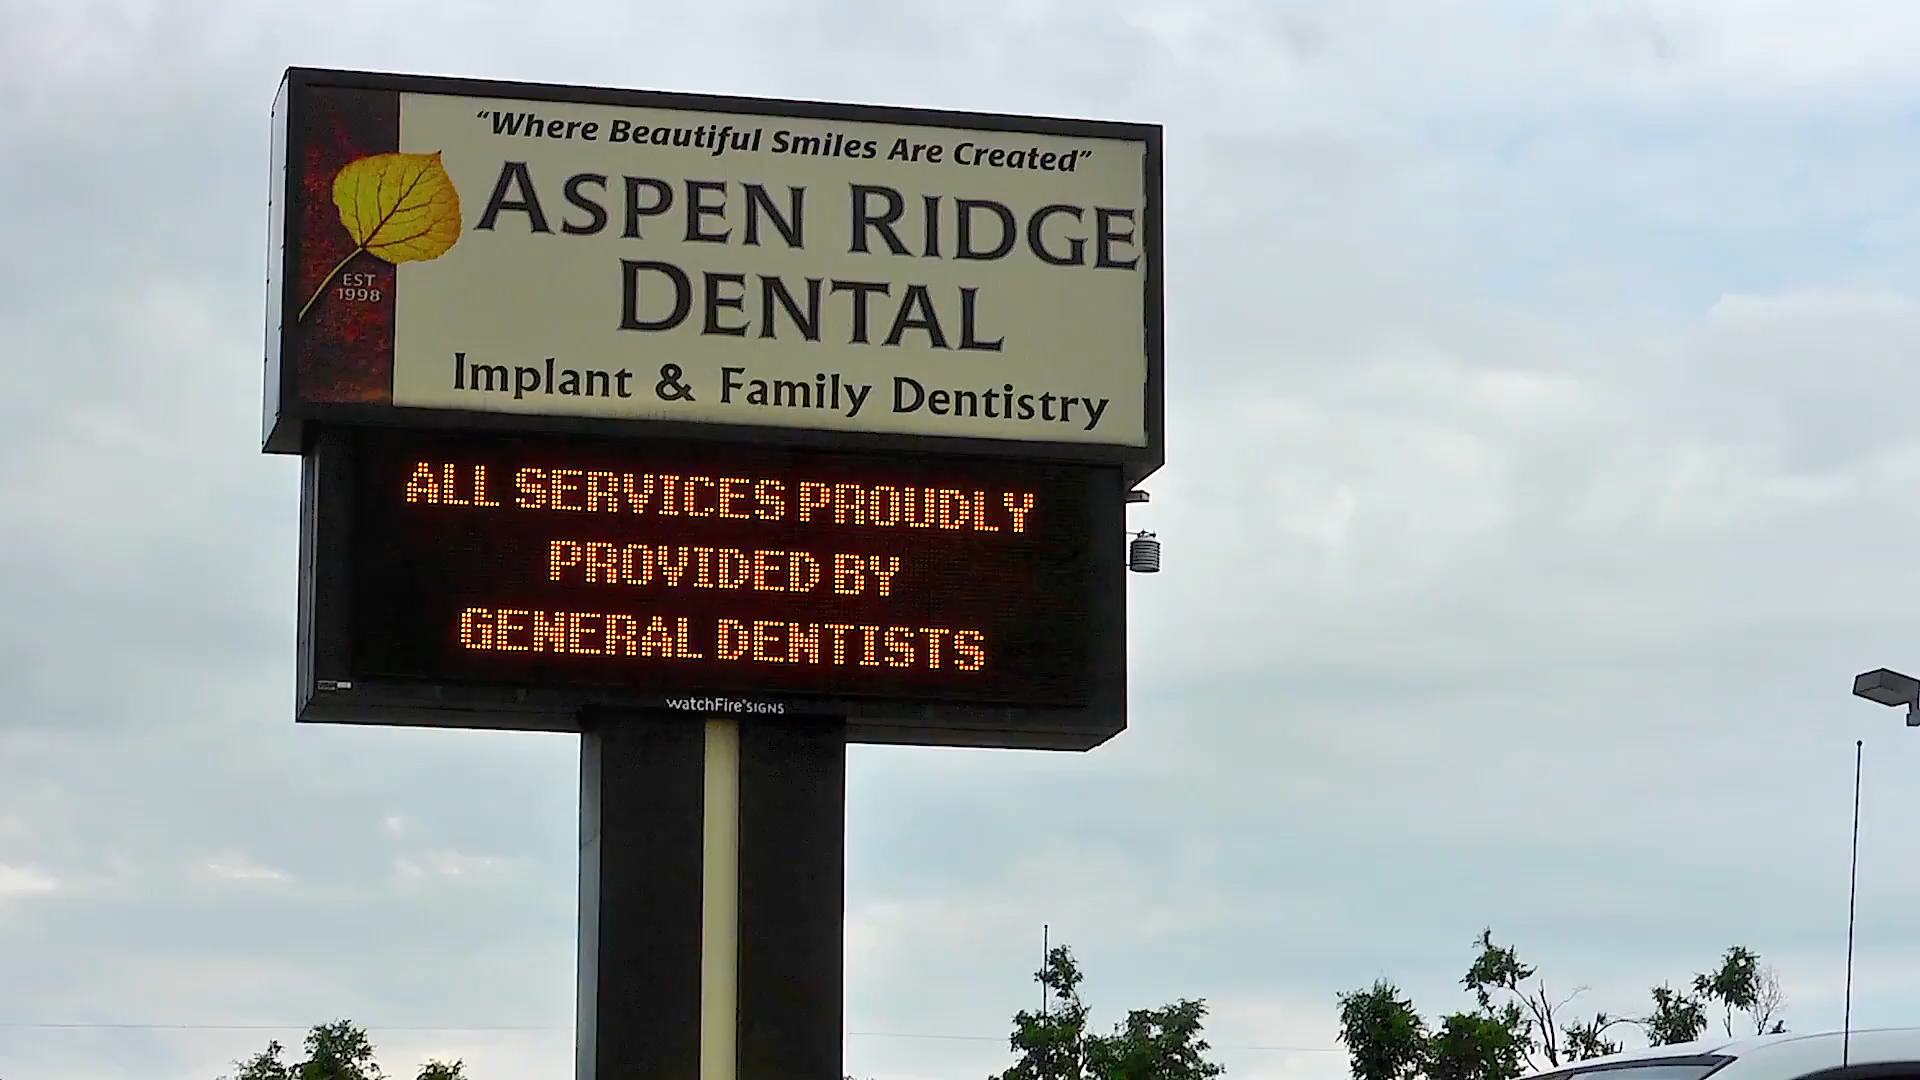 “Where Beautiful Smiles Are Created”
ASPEN RIDGE
DENTAL
EST
1998
Implant & Family Dentistry
ALL SERVICES PROUDLY
PROVIDED BY
GENERAL DENTISTS
watchFire SIGNS